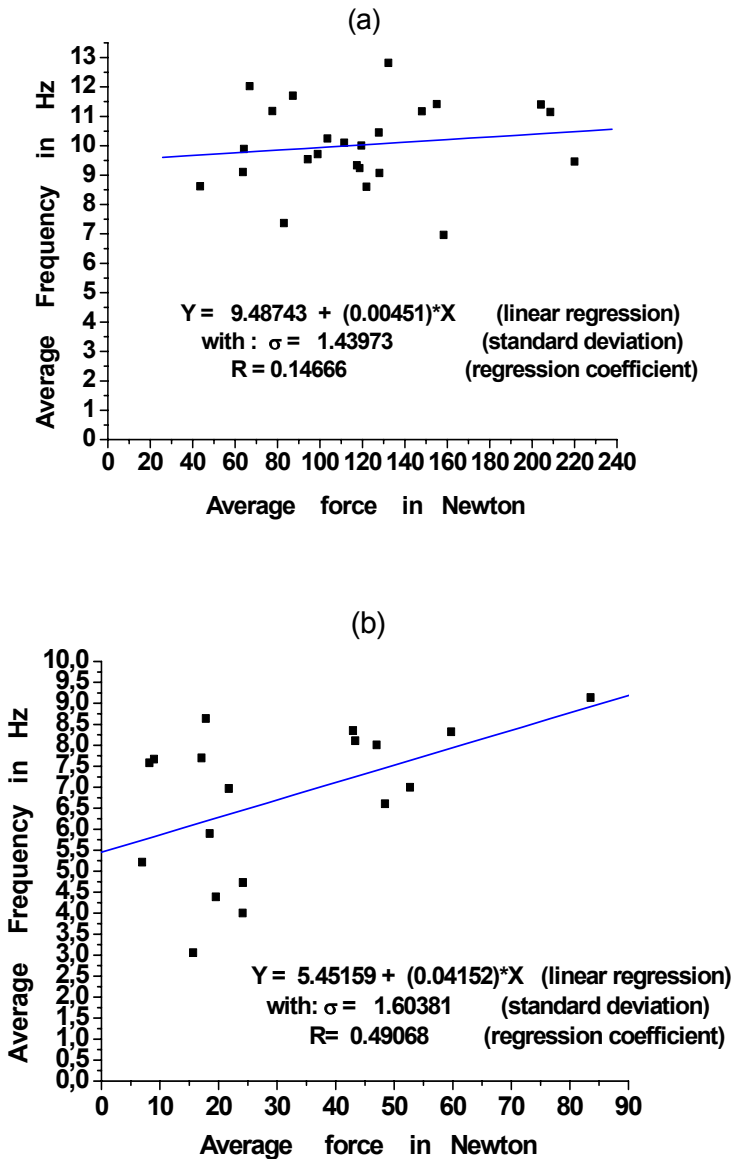 (a)
13
12
11
10
9
8
7
6
5
4
3
2
1
0
Y = 9.48743 + (0.00451)*X (linear regression)
with : σ = 1.43973 (standard deviation)
R = 0.14666 (regression coefficient)
0 20 40 60 80 100 120 140 160 180 200 220 240
Average force in Newton
Average Frequency in Hz
(b)
10,0
9,5
9,0
8,5
8,0
7,5
7,0
6,5
6,0
5,5
5,0
4,5
4,0
3,5
3,0
2,5
2,0
1,5
1,0
0,5
0,0
Y = 5.45159 + (0.04152)*X (linear regression)
with: σ = 1.60381 (standard deviation)
R= 0.49068 (regression coefficient)
0 10 20 30 40 50 60 70 80 90
Average force in Newton
Average Frequency in Hz